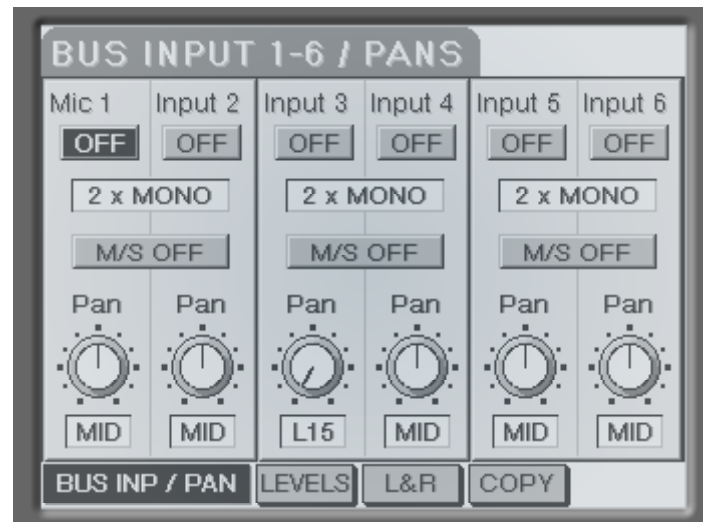 BUS INPUT 1-6 / PANS
Mic 1 Input 2 Input 3 Input 4 Input 5 Input 6
OFF OFF OFF OFF OFF OFF
2 x MONO 2 x MONO 2 x MONO
M/S OFF M/S OFF M/S OFF
Pan Pan Pan Pan Pan Pan
MID MID L15 MID MID MID
BUS INP / PAN LEVELS L&R COPY